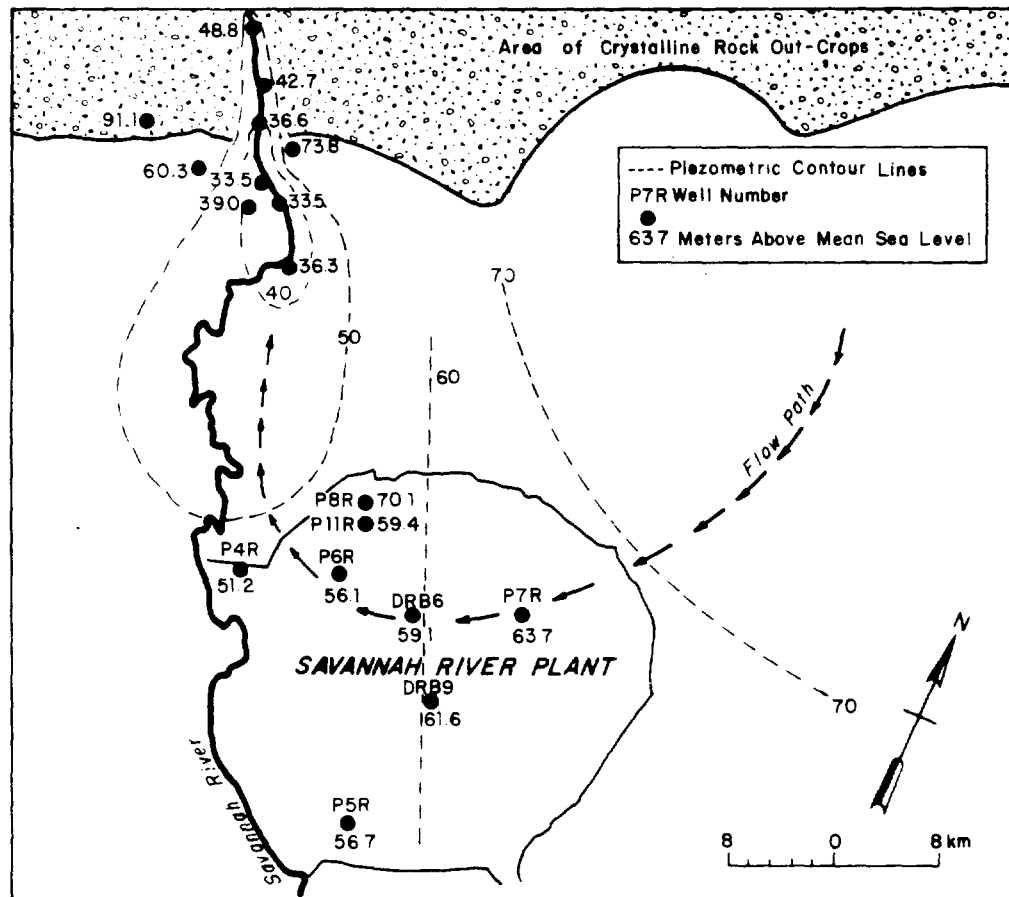 48.8
Area of Crystalline Rock Out-Crops
42.7
91.1
36.6
73.8
60.3
33.5
39.0
335
36.3
---- Piezometric Contour Lines
P7R Well Number
637 Meters Above Mean Sea Level
70
40
50
60
Flow Path
P8R 70.1
P11R 59.4
P4R
51.2
P6R
56.1
DRB6
59.1
P7R
63.7
SAVANNAH RIVER PLANT
DRB9
61.6
70
N
Savannah River
P5R
56.7
8 0 8 km